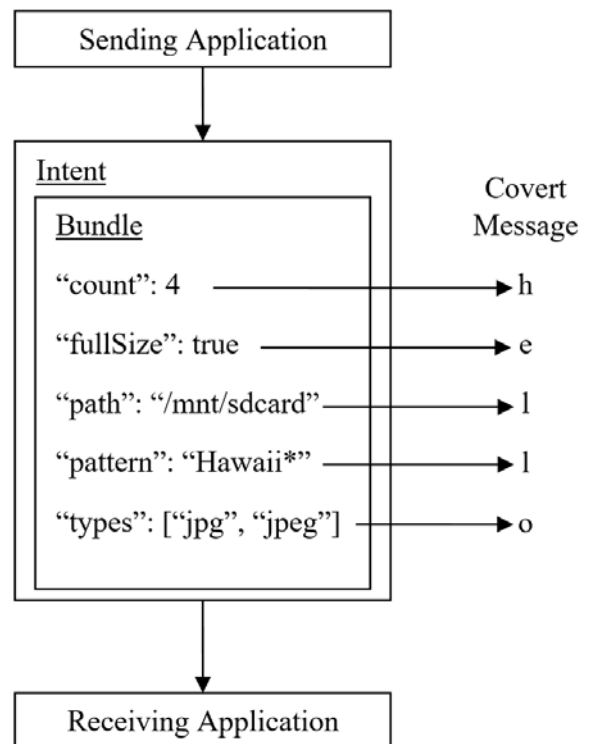 Sending Application
Intent
Covert
Message
Bundle
“count”: 4 h
“fullSize”: true e
“path”: “/mnt/sdcard” l
“pattern”: “Hawaii*” l
“types”: [“jpg”, “jpeg”] o
Receiving Application